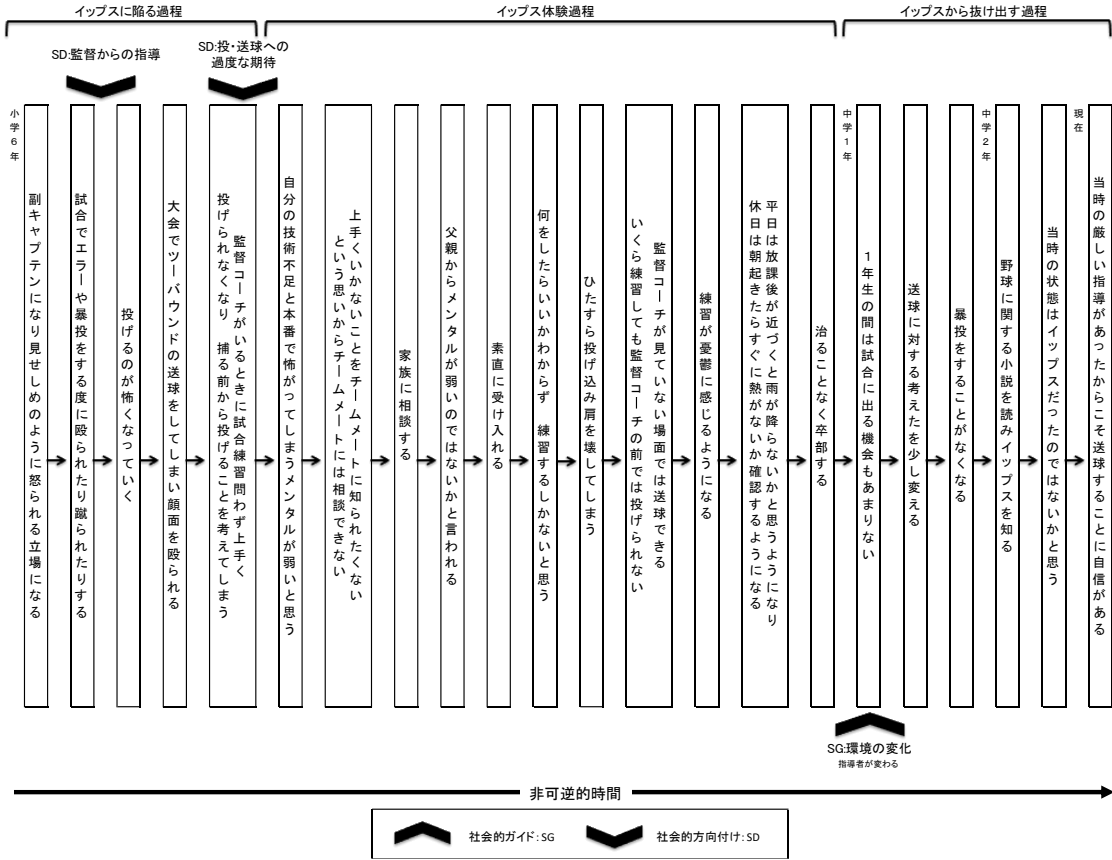 イップスに陥る過程
イップス体験過程
イップスから抜け出す過程
SD:監督からの指導
SD:投・送球への
過度な期待
小学6年
副キャプテンになり見せしめのように怒られる立場になる
試合でエラーや暴投をする度に殴られたり蹴られたりする
投げるのが怖くなっていく
大会でツーバウンドの送球をしてしまい顔面を殴られる
監督コーチがいるときに試合練習問わず上手く
投げられなくなり 捕る前から投げることを考えてしまう
自分の技術不足と本番で怖がってしまうメンタルが弱いと思う
上手くいかないことをチームメートに知られたくない
という思いからチームメートには相談できない
家族に相談する
父親からメンタルが弱いのではないかと言われる
素直に受け入れる
何をしたらいいかわからず 練習するしかないと思う
ひたすら投げ込み肩を壊してしまう
監督コーチが見ていない場面では送球できる
いくら練習しても監督コーチの前では投げられない
練習が憂鬱に感じるようになる
平日は放課後が近づくと雨が降らないかと思うようになり
休日は朝起きたらすぐに熱がないか確認するようになる
治ることなく卒部する
中学1年
1年生の間は試合に出る機会もあまりない
送球に対する考えたを少し変える
暴投をすることがなくなる
中学2年
野球に関する小説を読みイップスを知る
当時の状態はイップスだったのではないかと思う
現在
当時の厳しい指導があったからこそ送球することに自信がある
SG:環境の変化
指導者が変わる
非可逆的時間
社会的ガイド:SG
社会的方向付け:SD